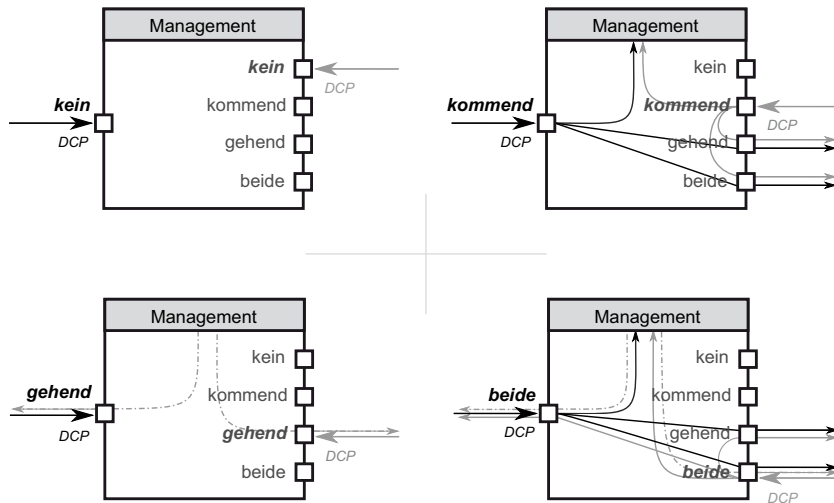 Management
kein
DCP
kein
DCP
kommend
gehend
beide
Management
kein
kommend
DCP
kommend
DCP
gehend
beide
Management
kein
gehend
DCP
kommend
gehend
DCP
beide
Management
kein
beide
DCP
kommend
gehend
beide
DCP